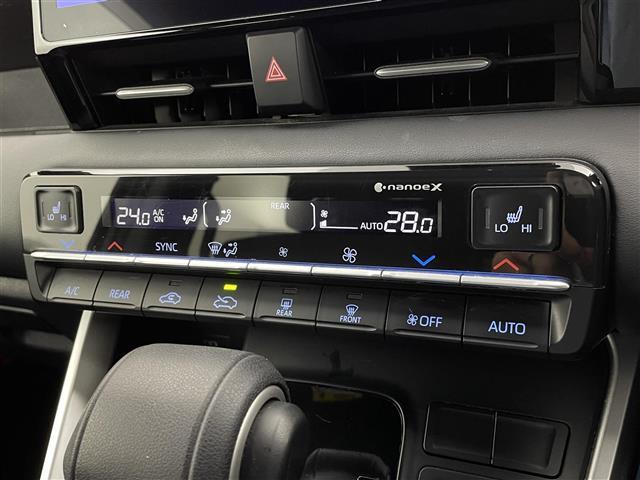 nanoeX
LO HI
24.0 A/C ON REAR AUTO 28.0
LO HI
SYNC
A/C REAR REAR FRONT OFF AUTO